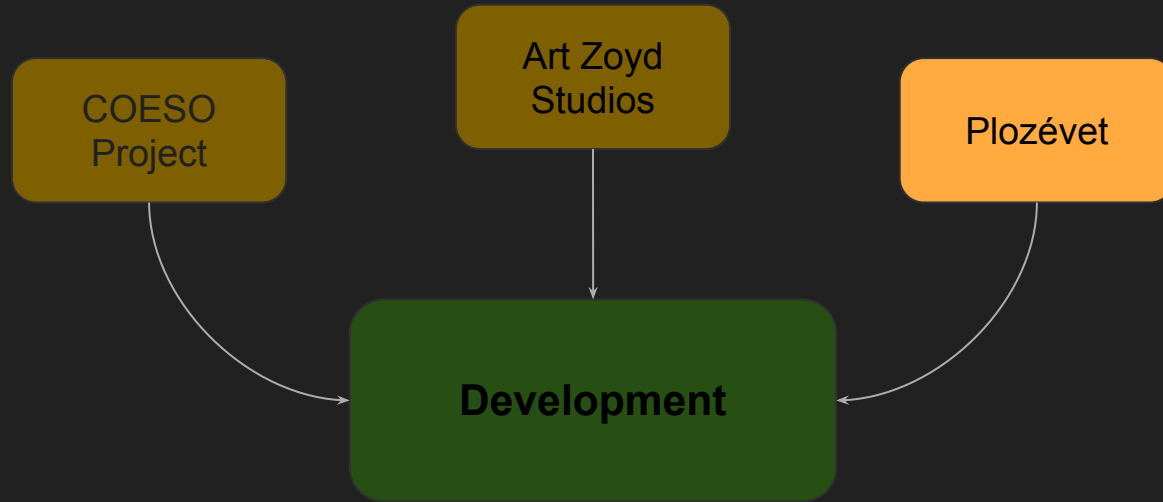 COESO
Project
Art Zoyd
Studios
Plozévet
Development